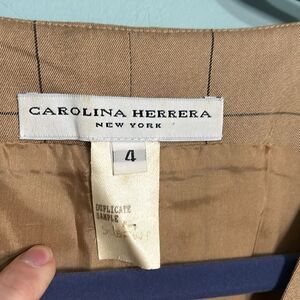 CAROLINA HERRERA
NEW YORK
4
DUPLICATE
SAMPLE